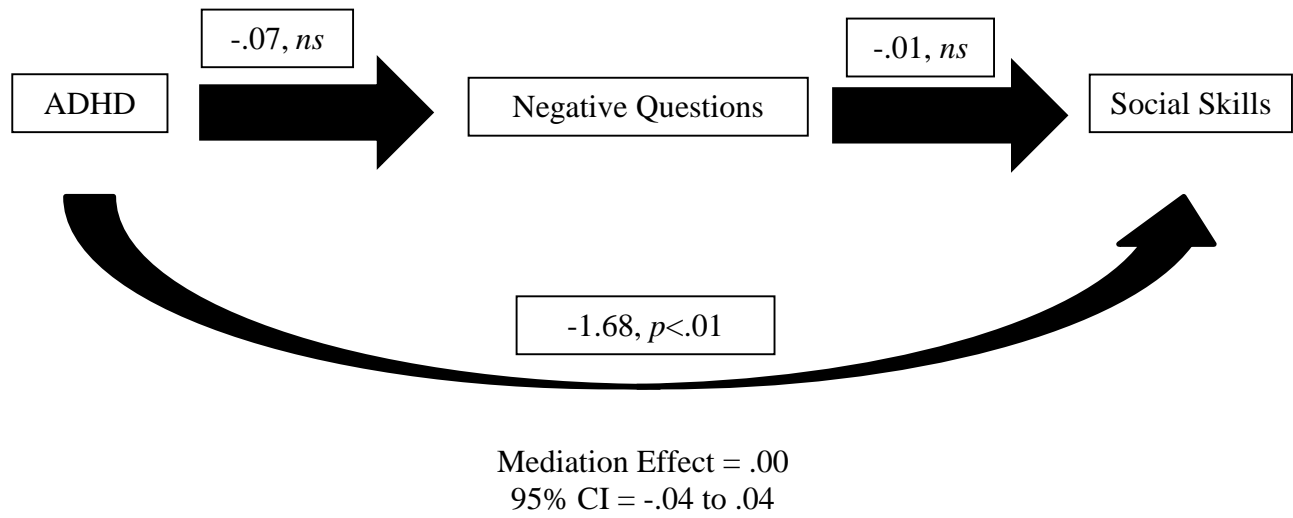 -.07, ns
-.01, ns
ADHD
Negative Questions
Social Skills
-1.68, p<.01
Mediation Effect = .00
95% CI = -.04 to .04